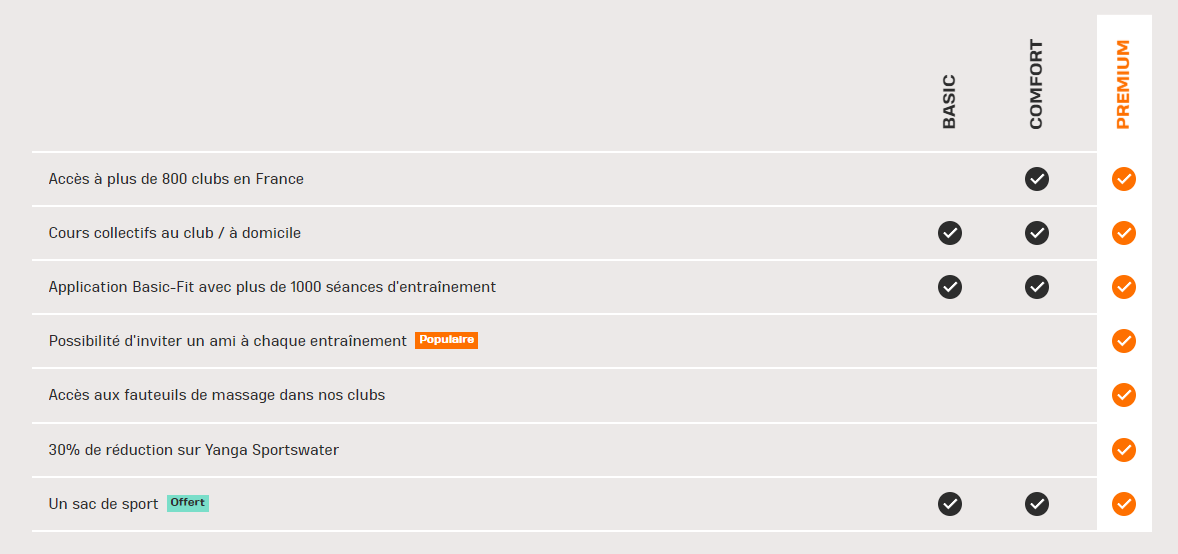 BASIC
COMFORT
PREMIUM
Accès à plus de 800 clubs en France
Cours collectifs au club / à domicile
Application Basic-Fit avec plus de 1000 séances d'entraînement
Possibilité d'inviter un ami à chaque entraînement Populaire
Accès aux fauteuils de massage dans nos clubs
30% de réduction sur Yanga Sportswater
Un sac de sport Offert